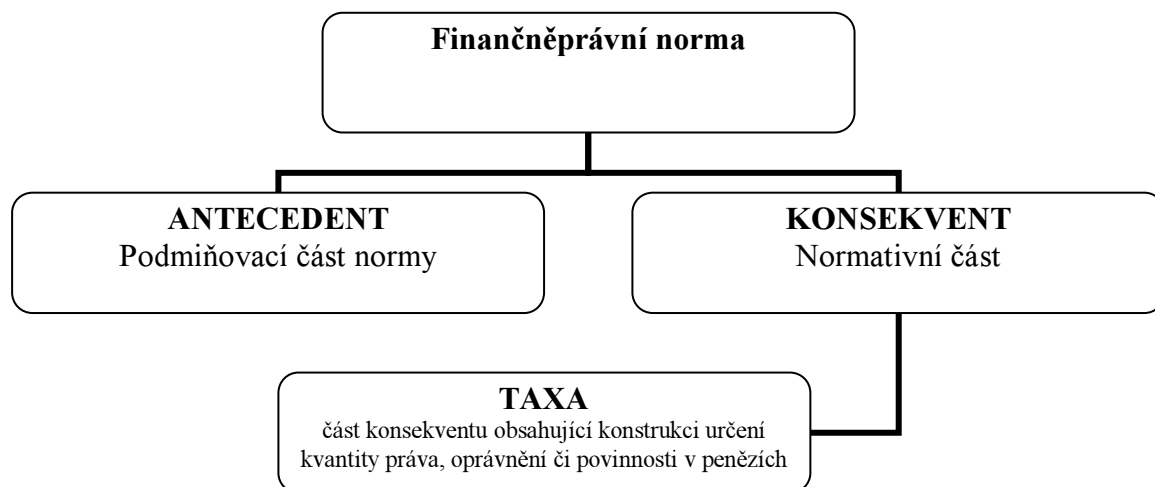 Finančněprávní norma
ANTECEDENT
Podmiňovací část normy
KONSEKVENT
Normativní část
TAXA
část konsekventu obsahující konstrukci určení
kvantity práva, oprávnění či povinnosti v penězích